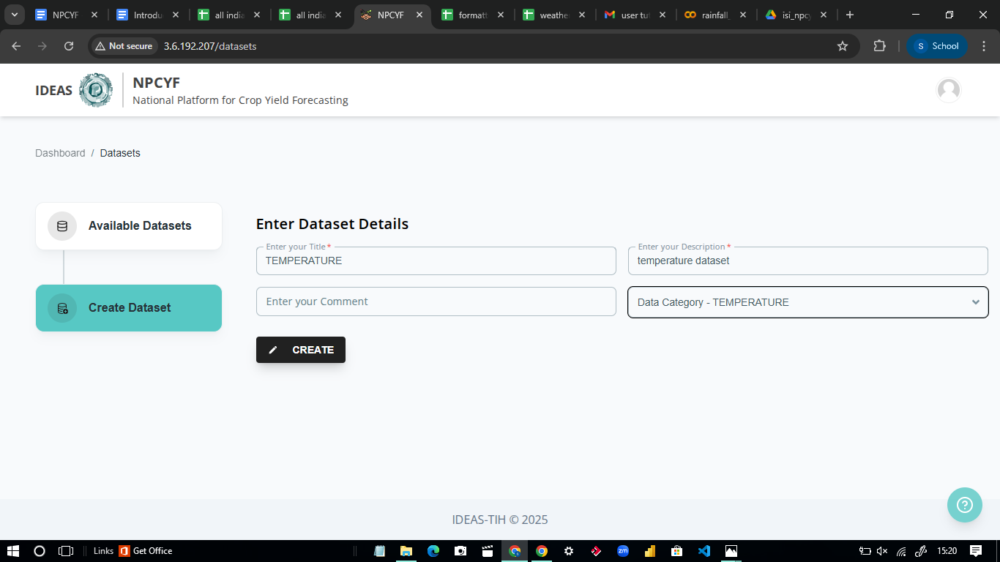 NPCYF
Introdu
all india
all india
NPCYF
formatt
weathe
user tut
rainfall_
isi_npcy
Not secure
3.6.192.207/datasets
S School
IDEAS
NPCYF
National Platform for Crop Yield Forecasting
Dashboard / Datasets
Available Datasets
Create Dataset
Enter Dataset Details
Enter your Title *
TEMPERATURE
Enter your Description *
temperature dataset
Enter your Comment
Data Category - TEMPERATURE
CREATE
IDEAS-TIH © 2025
Links
Get Office
zm
15:20